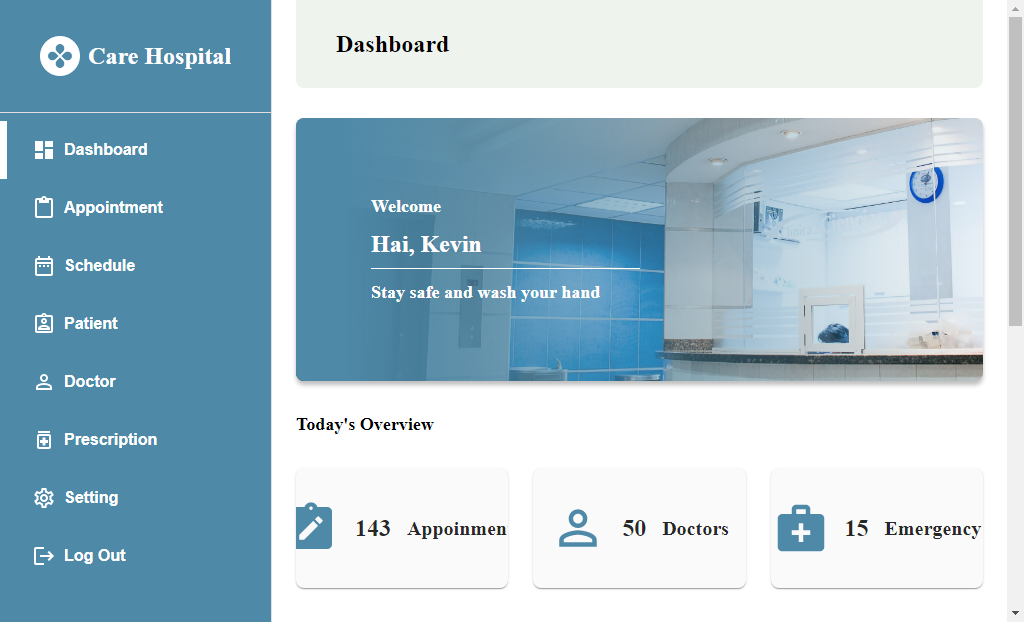 Care Hospital
Dashboard
Appointment
Schedule
Patient
Doctor
Prescription
Setting
Log Out
Dashboard
Welcome
Hai, Kevin
Stay safe and wash your hand
Today's Overview
143 Appoinmen
50 Doctors
15 Emergency